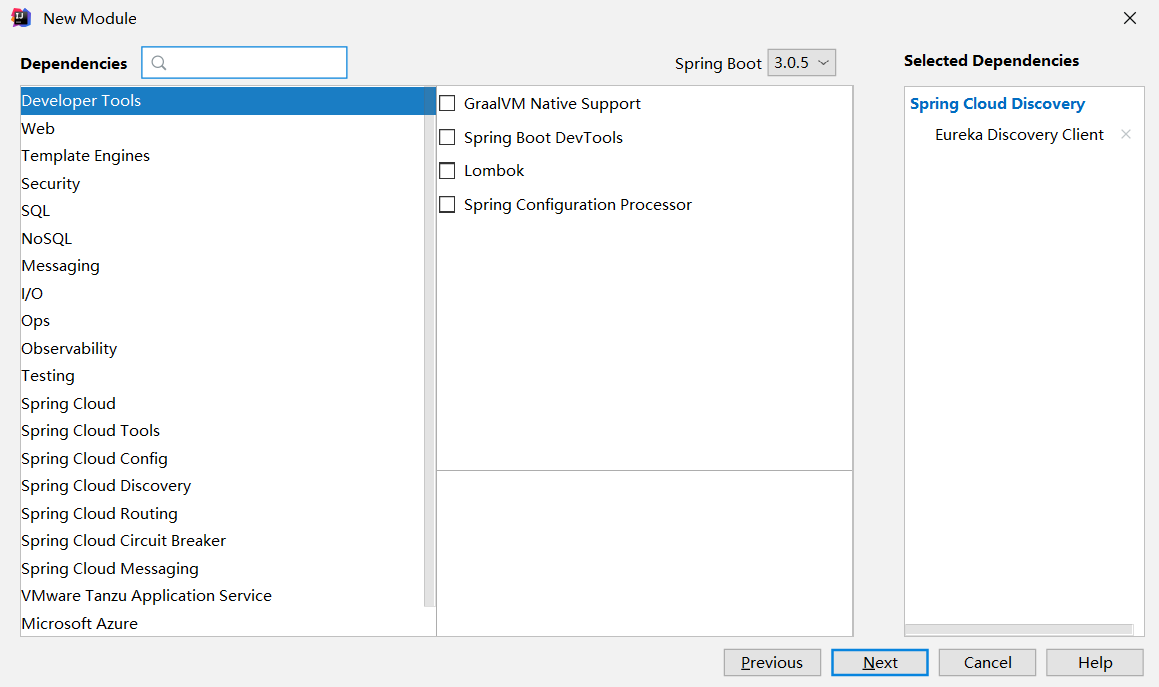 New Module
Dependencies
Spring Boot 3.0.5
Selected Dependencies
Developer Tools
Web
Template Engines
Security
SQL
NoSQL
Messaging
I/O
Ops
Observability
Testing
Spring Cloud
Spring Cloud Tools
Spring Cloud Config
Spring Cloud Discovery
Spring Cloud Routing
Spring Cloud Circuit Breaker
Spring Cloud Messaging
VMware Tanzu Application Service
Microsoft Azure
GraalVM Native Support
Spring Boot DevTools
Lombok
Spring Configuration Processor
Spring Cloud Discovery
Eureka Discovery Client
Previous
Next
Cancel
Help